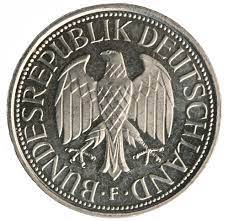 BUNDESREPUBLIK DEUTSCHLAND
· F ·